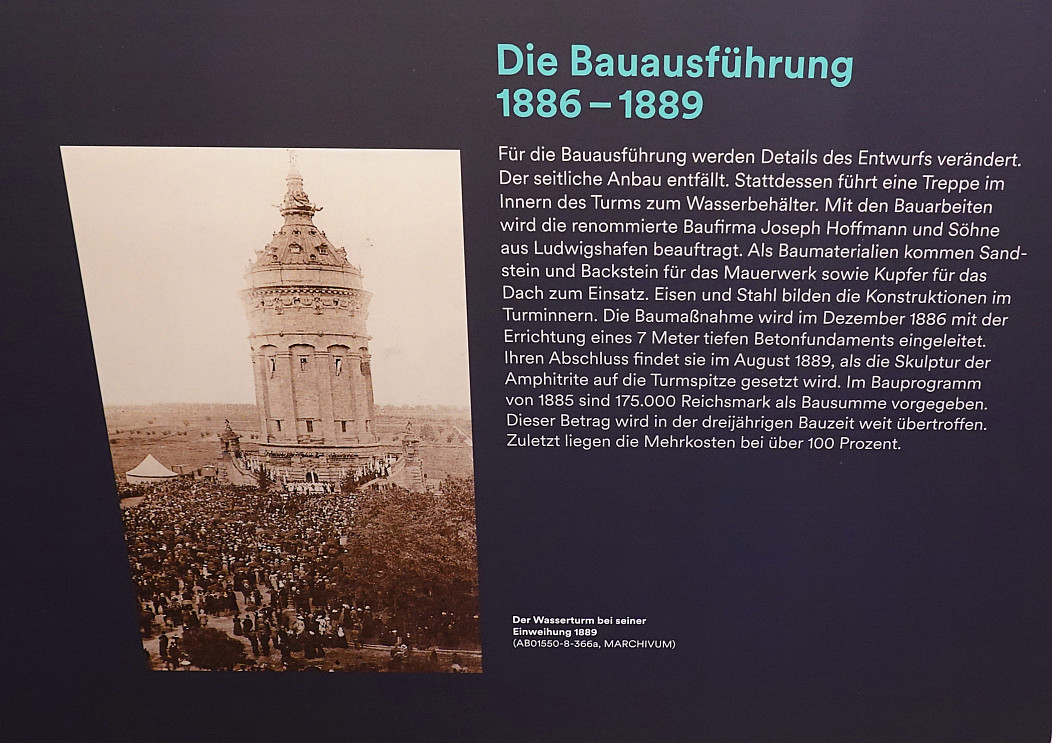 Die Bauausführung
1886 – 1889
Für die Bauausführung werden Details des Entwurfs verändert.
Der seitliche Anbau entfällt. Stattdessen führt eine Treppe im
Innern des Turms zum Wasserbehälter. Mit den Bauarbeiten
wird die renommierte Baufirma Joseph Hoffmann und Söhne
aus Ludwigshafen beauftragt. Als Baumaterialien kommen Sand-
stein und Backstein für das Mauerwerk sowie Kupfer für das
Dach zum Einsatz. Eisen und Stahl bilden die Konstruktionen im
Turminnern. Die Baumaßnahme wird im Dezember 1886 mit der
Errichtung eines 7 Meter tiefen Betonfundaments eingeleitet.
Ihren Abschluss findet sie im August 1889, als die Skulptur der
Amphitrite auf die Turmspitze gesetzt wird. Im Bauprogramm
von 1885 sind 175.000 Reichsmark als Bausumme vorgegeben.
Dieser Betrag wird in der dreijährigen Bauzeit weit übertroffen.
Zuletzt liegen die Mehrkosten bei über 100 Prozent.
Der Wasserturm bei seiner
Einweihung 1889
(AB01550-8-366a, MARCHIVUM)